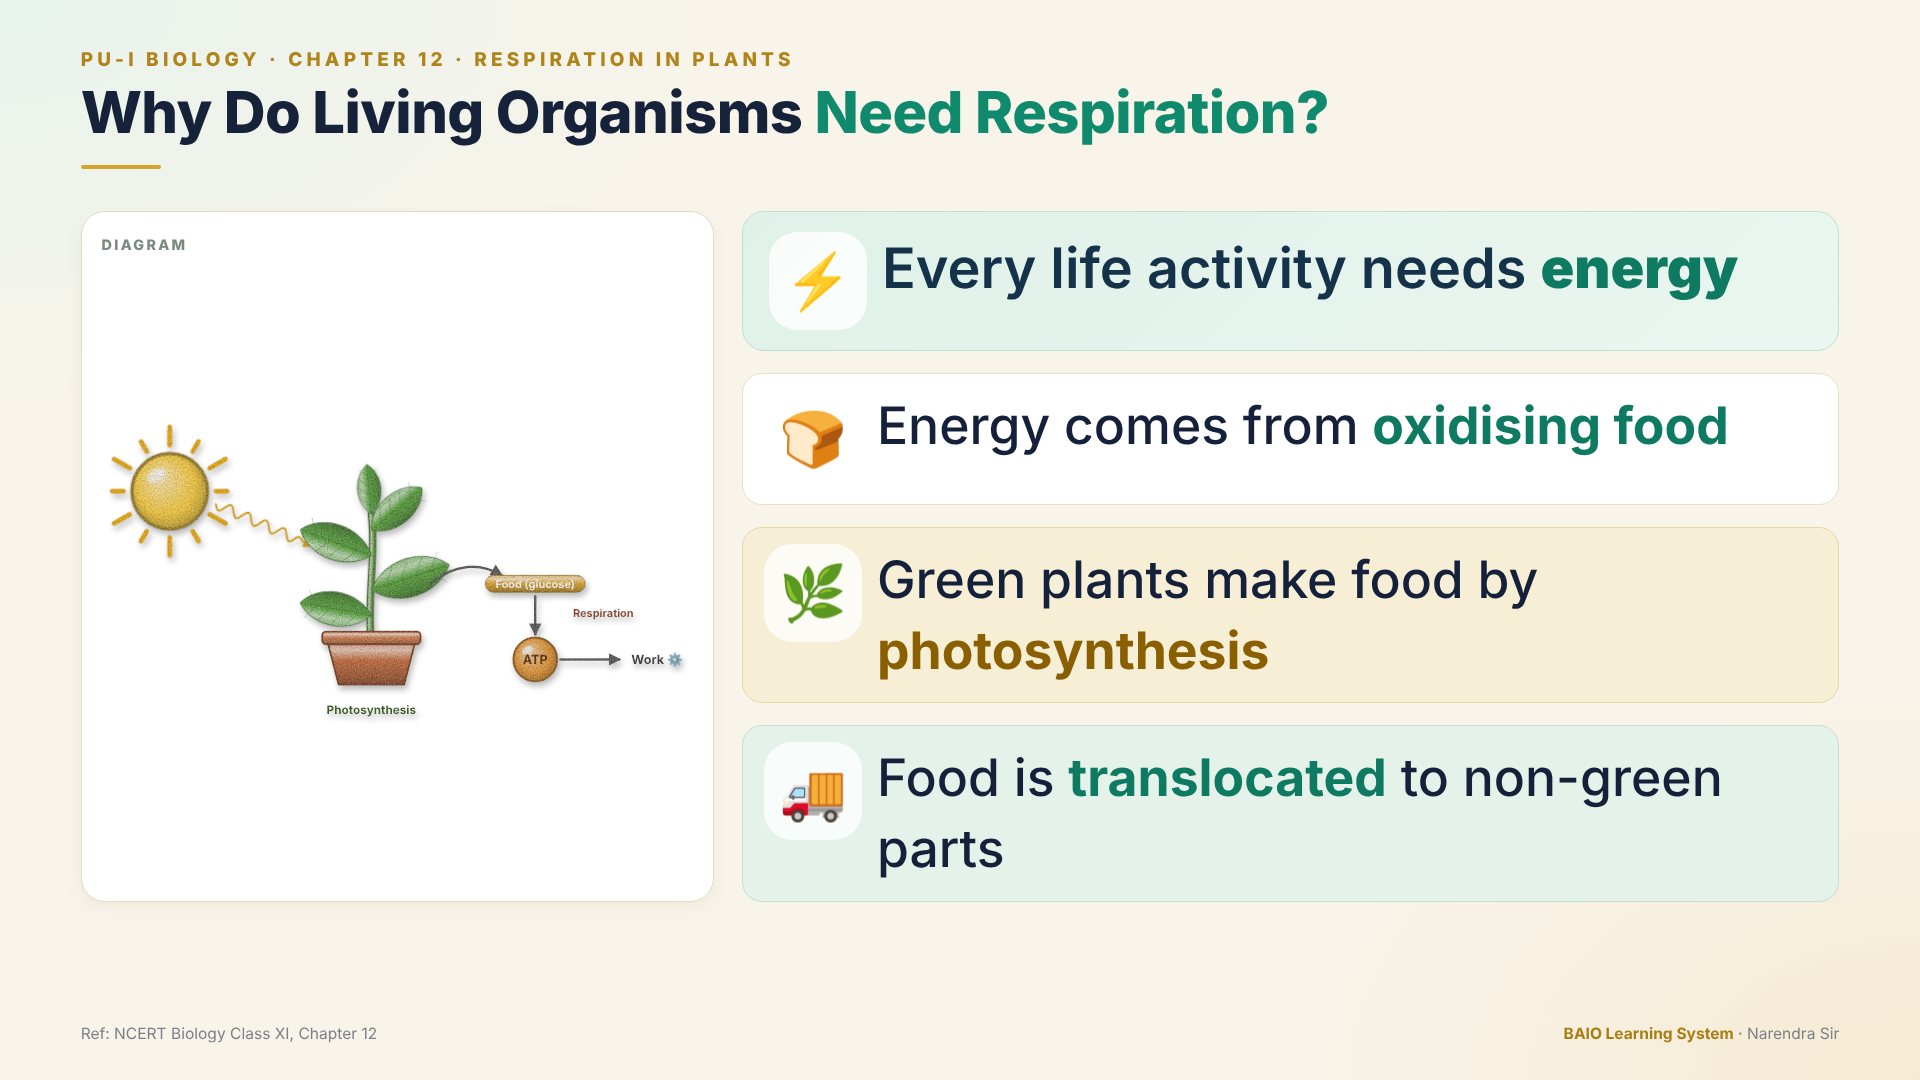 PU-I BIOLOGY · CHAPTER 12 · RESPIRATION IN PLANTS
Why Do Living Organisms Need Respiration?
DIAGRAM
Food (glucose)
Respiration
ATP
Work
Photosynthesis
Every life activity needs energy
Energy comes from oxidising food
Green plants make food by
photosynthesis
Food is translocated to non-green
parts
Ref: NCERT Biology Class XI, Chapter 12
BAIO Learning System · Narendra Sir